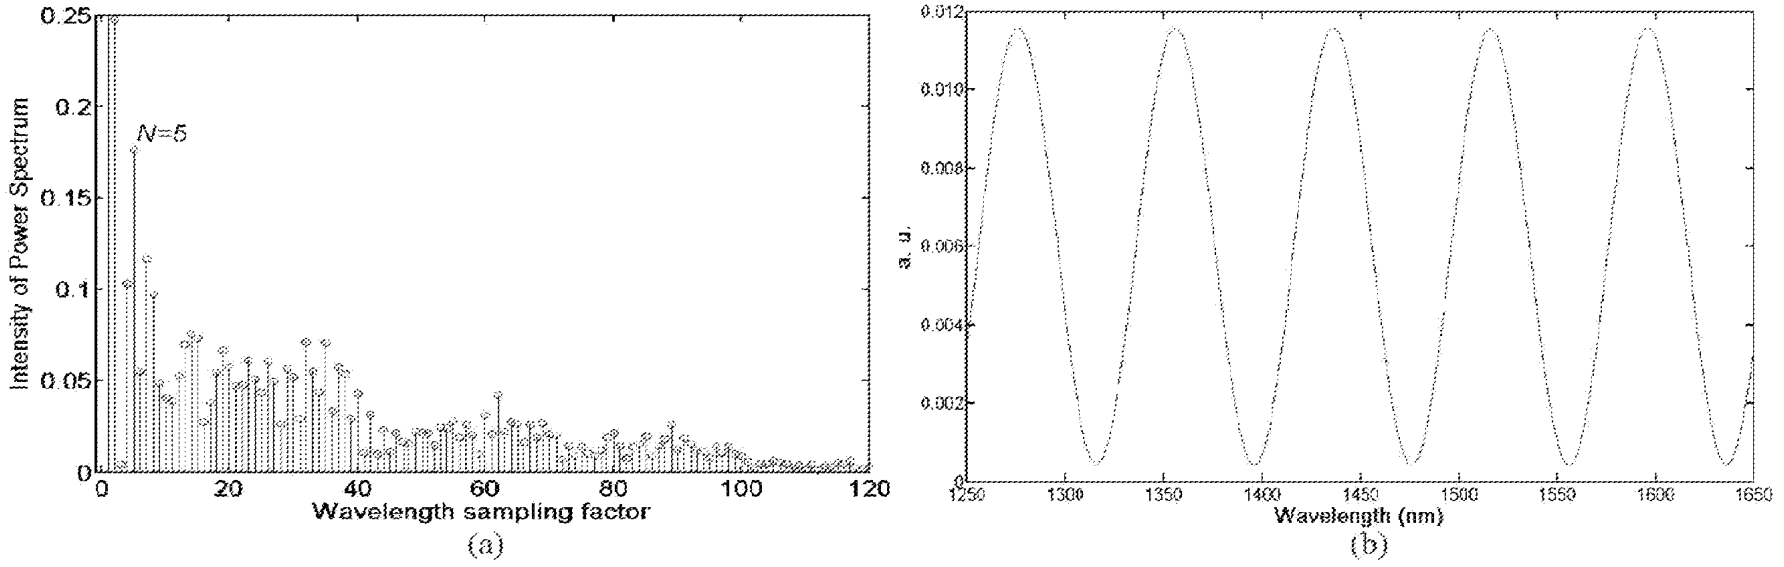 0.25
0.2
0.15
0.1
0.05
0
Intensity of Power Spectrum
N=5
0 20 40 60 80 100 120
Wavelength sampling factor
(a)
0.012
0.010
0.008
0.006
0.004
0.002
0
a. u.
1250 1300 1350 1400 1450 1500 1550 1600 1650
Wavelength (nm)
(b)